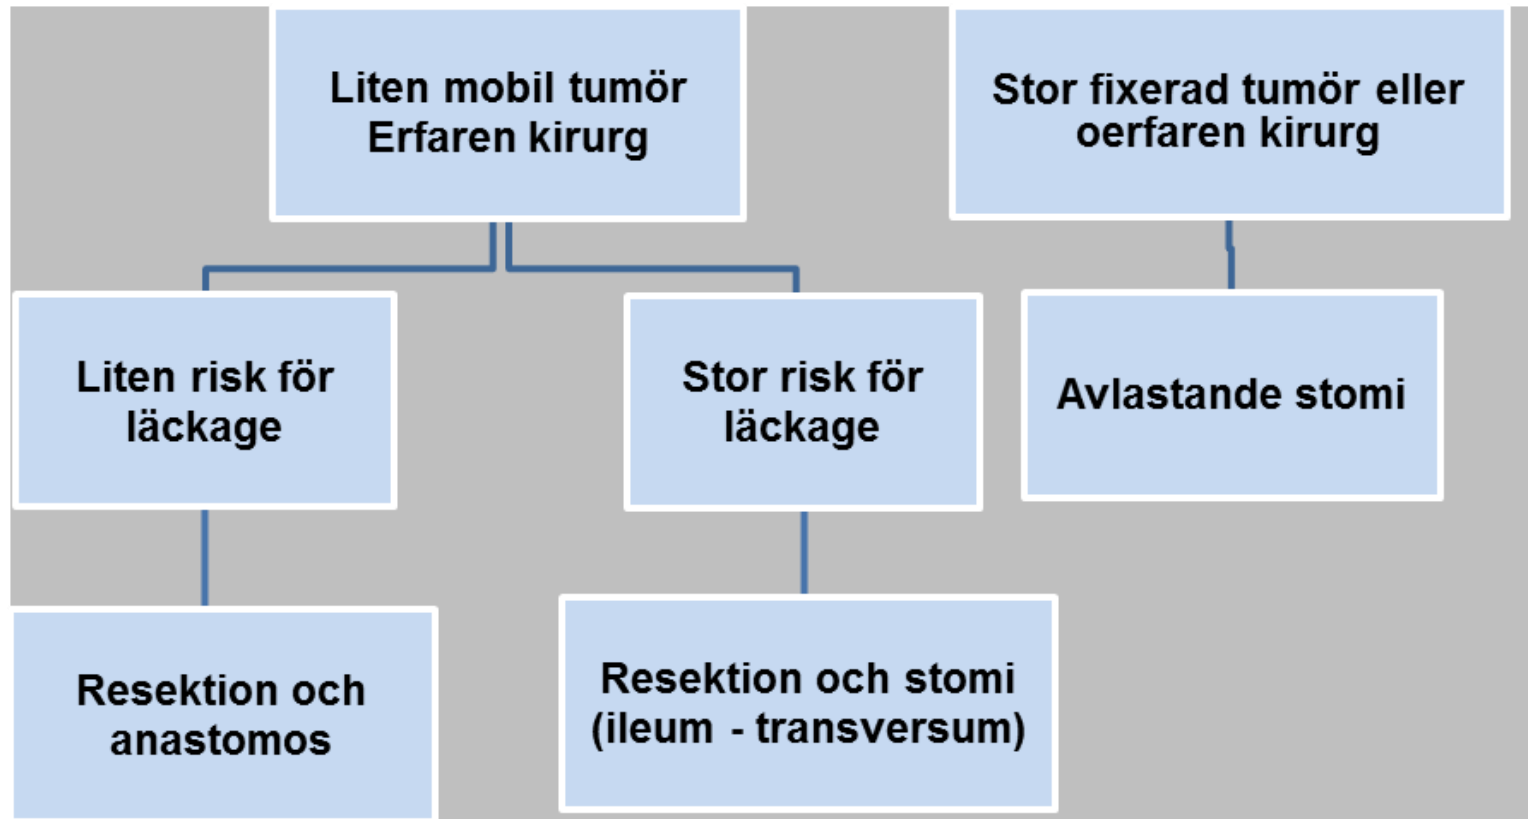 Liten mobil tumör
Erfaren kirurg
Stor fixerad tumör eller
oerfaren kirurg
Liten risk för
läckage
Stor risk för
läckage
Avlastande stomi
Resektion och
anastomos
Resektion och stomi
(ileum - transversum)